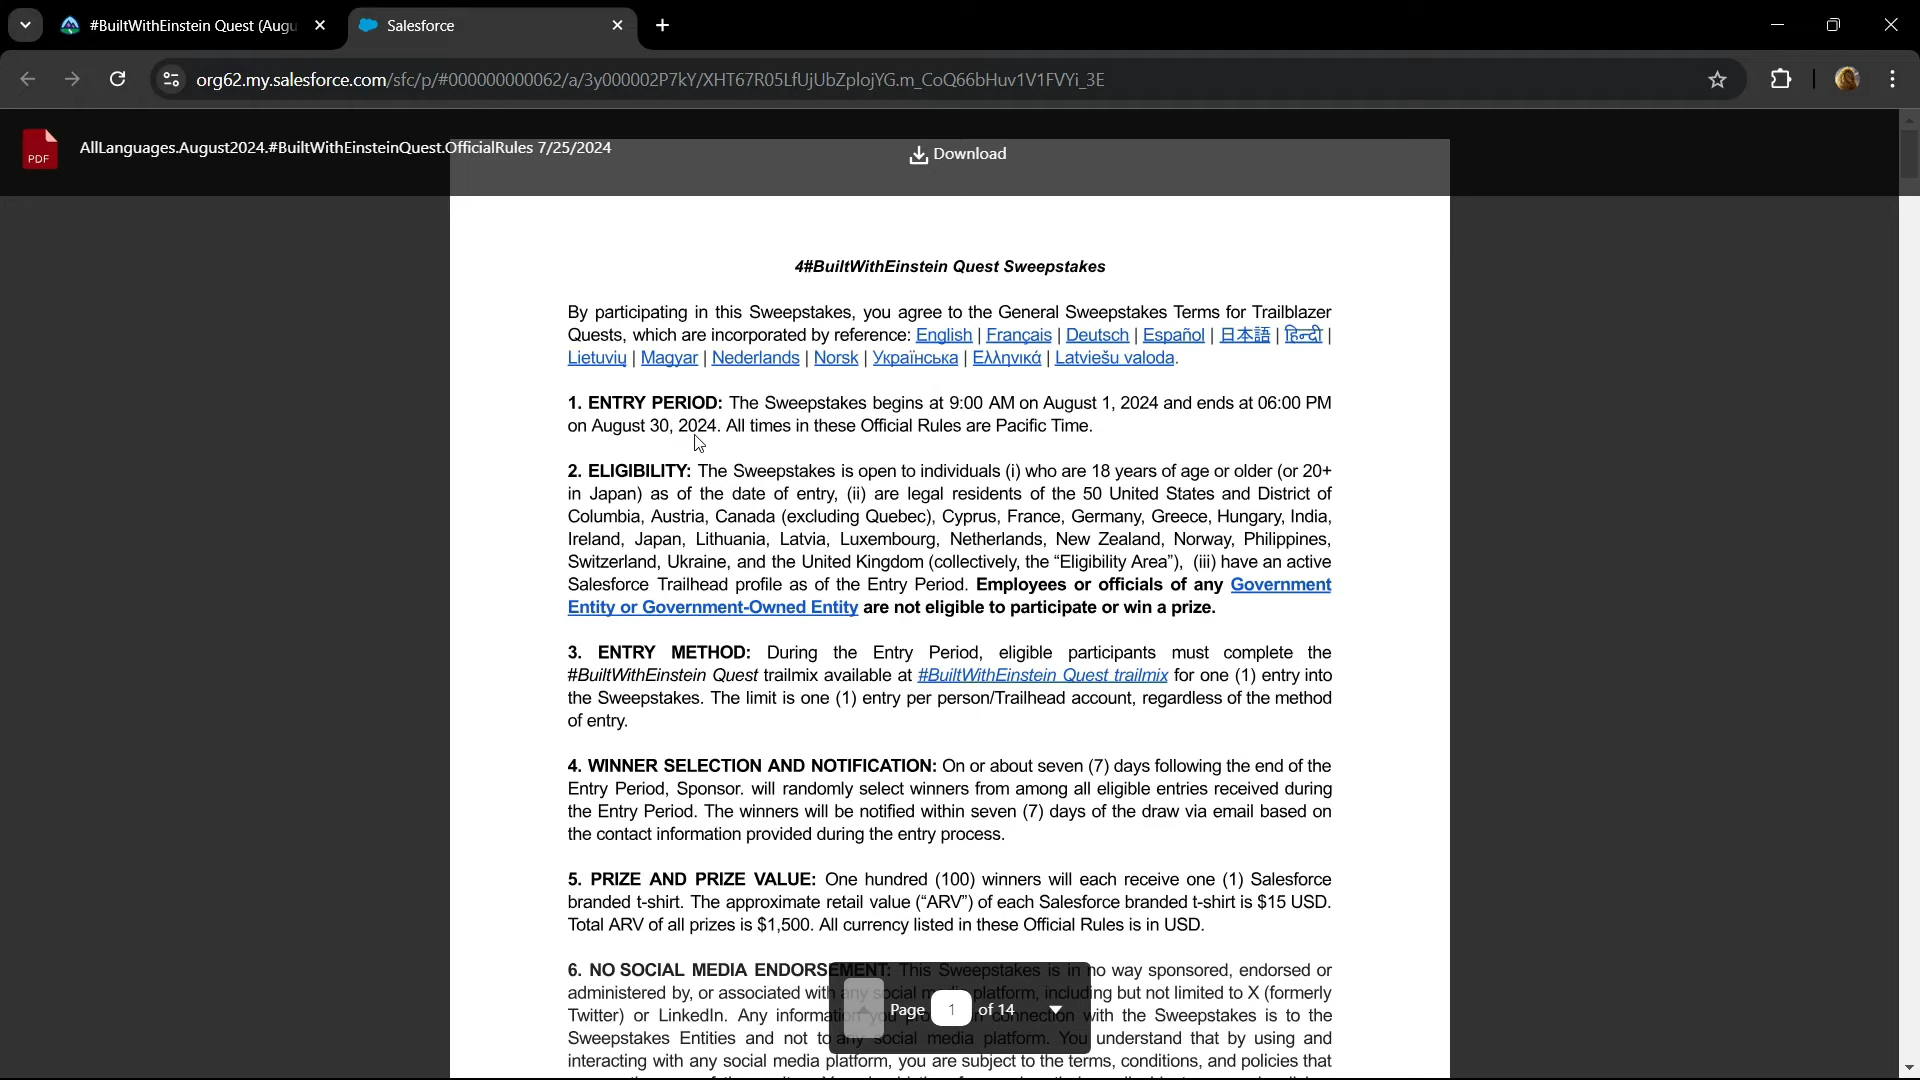 #BuiltWithEinstein Quest (Augu
Salesforce
org62.my.salesforce.com/sfc/p/#000000000062/a/3y000002P7kY/XHT67R05LfUjUbZplojYG.m_CoQ66bHuv1V1FVYi_3E
PDF
AllLanguages.August2024.#BuiltWithEinsteinQuest.OfficialRules 7/25/2024
Download
4#BuiltWithEinstein Quest Sweepstakes
By participating in this Sweepstakes, you agree to the General Sweepstakes Terms for Trailblazer
Quests, which are incorporated by reference: English | Français | Deutsch | Español | 日本語 | हिन्दी |
Lietuvių | Magyar | Nederlands | Norsk | Українська | Ελληνικά | Latviešu valoda.
1. ENTRY PERIOD: The Sweepstakes begins at 9:00 AM on August 1, 2024 and ends at 06:00 PM
on August 30, 2024. All times in these Official Rules are Pacific Time.
2. ELIGIBILITY: The Sweepstakes is open to individuals (i) who are 18 years of age or older (or 20+
in Japan) as of the date of entry, (ii) are legal residents of the 50 United States and District of
Columbia, Austria, Canada (excluding Quebec), Cyprus, France, Germany, Greece, Hungary, India,
Ireland, Japan, Lithuania, Latvia, Luxembourg, Netherlands, New Zealand, Norway, Philippines,
Switzerland, Ukraine, and the United Kingdom (collectively, the “Eligibility Area”), (iii) have an active
Salesforce Trailhead profile as of the Entry Period. Employees or officials of any Government
Entity or Government-Owned Entity are not eligible to participate or win a prize.
3. ENTRY METHOD: During the Entry Period, eligible participants must complete the
#BuiltWithEinstein Quest trailmix available at #BuiltWithEinstein Quest trailmix for one (1) entry into
the Sweepstakes. The limit is one (1) entry per person/Trailhead account, regardless of the method
of entry.
4. WINNER SELECTION AND NOTIFICATION: On or about seven (7) days following the end of the
Entry Period, Sponsor. will randomly select winners from among all eligible entries received during
the Entry Period. The winners will be notified within seven (7) days of the draw via email based on
the contact information provided during the entry process.
5. PRIZE AND PRIZE VALUE: One hundred (100) winners will each receive one (1) Salesforce
branded t-shirt. The approximate retail value (“ARV”) of each Salesforce branded t-shirt is $15 USD.
Total ARV of all prizes is $1,500. All currency listed in these Official Rules is in USD.
6. NO SOCIAL MEDIA ENDORSEMENT: This Sweepstakes is in no way sponsored, endorsed or
administered by, or associated with any social media platform, including but not limited to X (formerly
Twitter) or LinkedIn. Any information you provide in connection with the Sweepstakes is to the
Sweepstakes Entities and not to any social media platform. You understand that by using and
interacting with any social media platform, you are subject to the terms, conditions, and policies that
Page 1 of 14